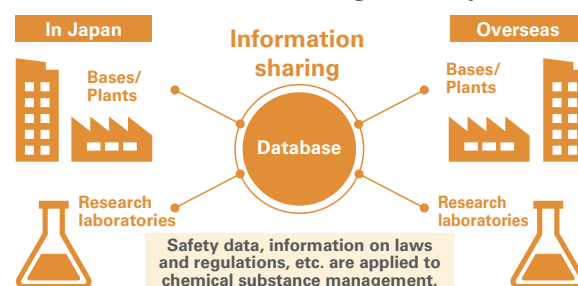 In Japan
Information
sharing
Overseas
Bases/
Plants
Bases/
Plants
Database
Research
laboratories
Research
laboratories
Safety data, information on laws
and regulations, etc. are applied to
chemical substance management.